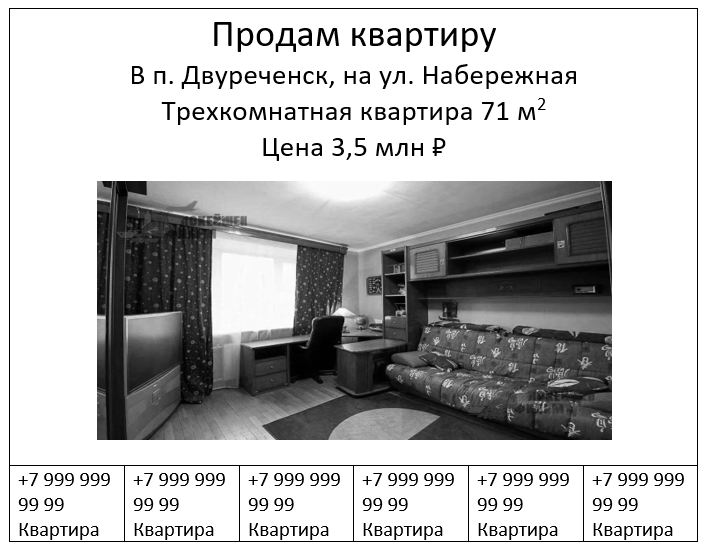 Продам квартиру
В п. Двуреченск, на ул. Набережная
Трехкомнатная квартира 71 м²
Цена 3,5 млн ₽
+7 999 999
99 99
Квартира
+7 999 999
99 99
Квартира
+7 999 999
99 99
Квартира
+7 999 999
99 99
Квартира
+7 999 999
99 99
Квартира
+7 999 999
99 99
Квартира